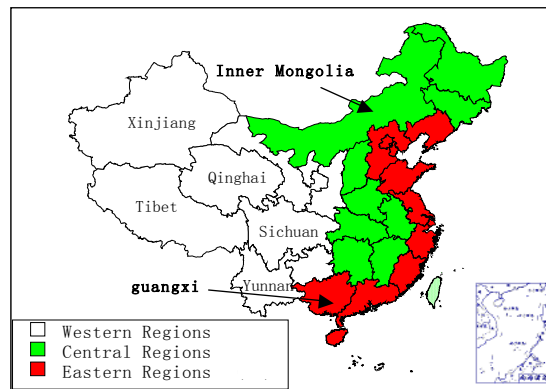 Inner Mongolia
Xinjiang
Qinghai
Tibet
Sichuan
guangxi
Yunnan
Western Regions
Central Regions
Eastern Regions